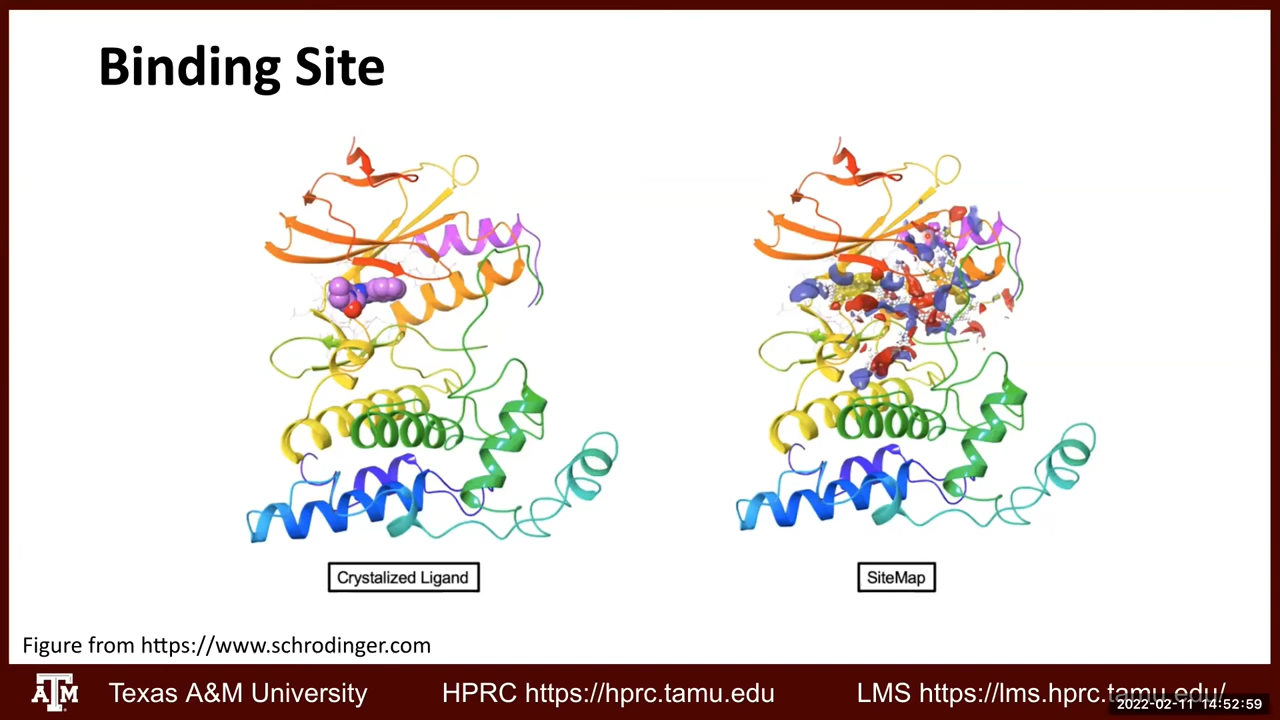 Binding Site
Crystalized Ligand
SiteMap
Figure from https://www.schrodinger.com
ATM Texas A&M University HPRC https://hprc.tamu.edu LMS https://lms.hprc.tamu.edu/
2022-02-11 14:52:59